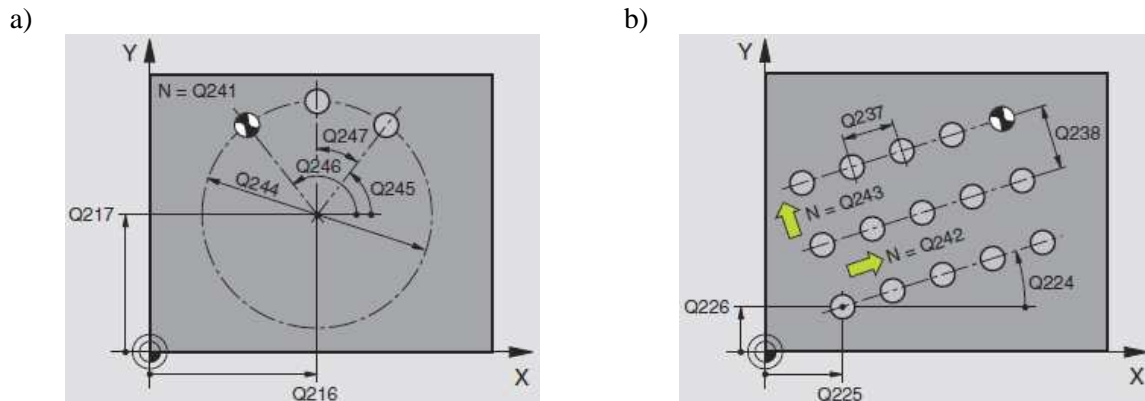 a)
Y
N = Q241
Q247
Q246
Q244
Q245
Q217
X
Q216
b)
Y
Q237
Q238
N = Q243
N = Q242
Q224
Q226
X
Q225